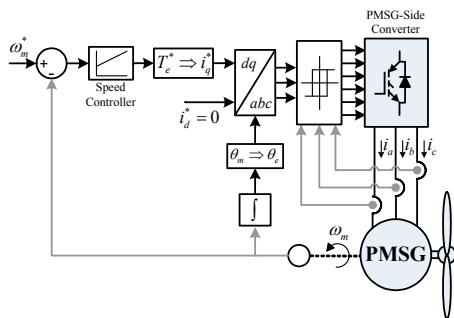 PMSG-Side
Converter
ω*m
+
-
Speed
Controller
T*e ⇒ i*q
dq
abc
i*d = 0
θm ⇒ θe
∫
ia
ib
ic
ωm
PMSG